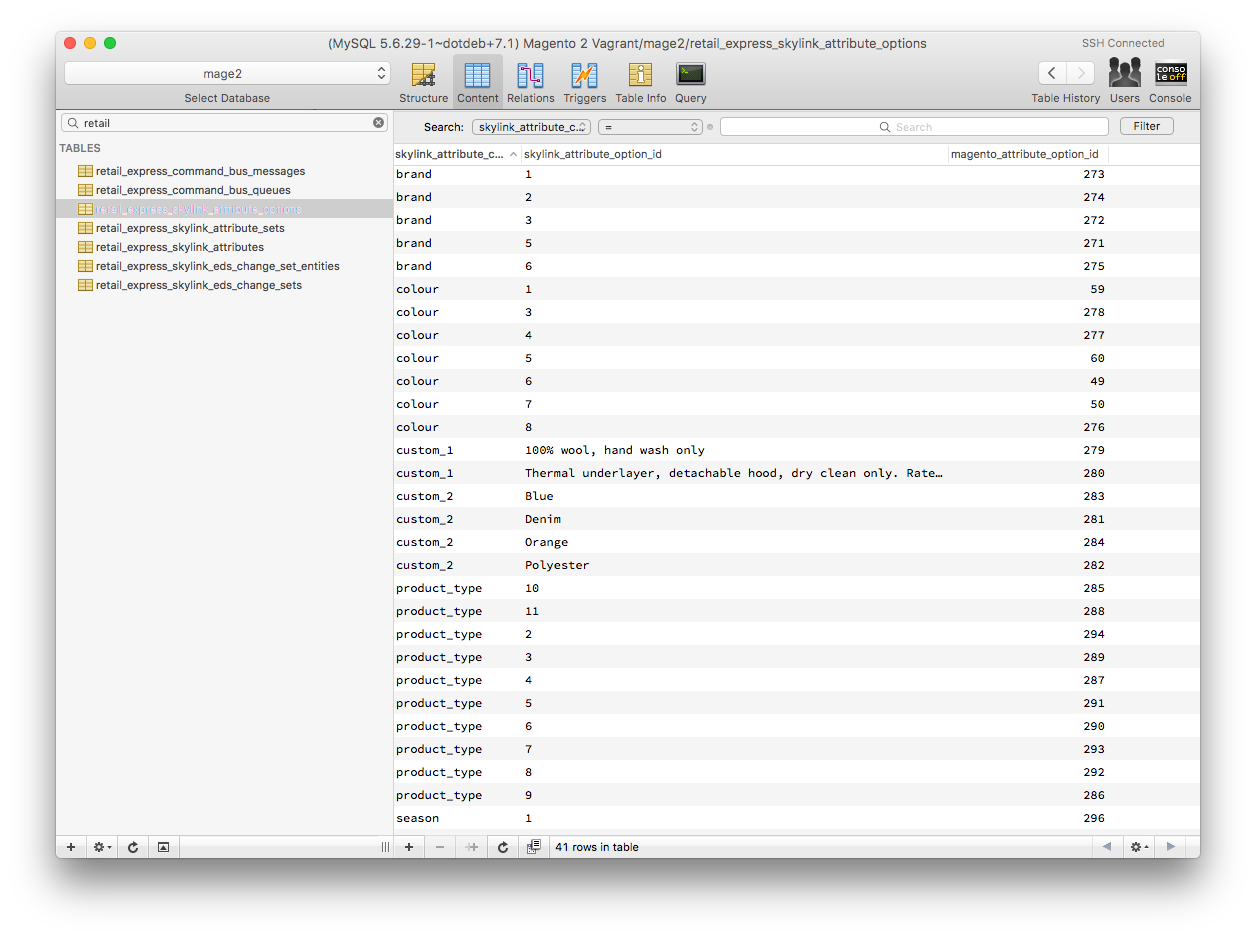 (MySQL 5.6.29-1~dotdeb+7.1) Magento 2 Vagrant/mage2/retail_express_skylink_attribute_options
SSH Connected
mage2
Select Database
Structure Content Relations Triggers Table Info Query
conso
le off
Table History Users Console
retail
Search: skylink_attribute_c... = Search Filter
TABLES
retail_express_command_bus_messages
retail_express_command_bus_queues
retail_express_skylink_attribute_options
retail_express_skylink_attribute_sets
retail_express_skylink_attributes
retail_express_skylink_eds_change_set_entities
retail_express_skylink_eds_change_sets
skylink_attribute_c... skylink_attribute_option_id magento_attribute_option_id
brand 1 273
brand 2 274
brand 3 272
brand 5 271
brand 6 275
colour 1 59
colour 3 278
colour 4 277
colour 5 60
colour 6 49
colour 7 50
colour 8 276
custom_1 100% wool, hand wash only 279
custom_1 Thermal underlayer, detachable hood, dry clean only. Rate… 280
custom_2 Blue 283
custom_2 Denim 281
custom_2 Orange 284
custom_2 Polyester 282
product_type 10 285
product_type 11 288
product_type 2 294
product_type 3 289
product_type 4 287
product_type 5 291
product_type 6 290
product_type 7 293
product_type 8 292
product_type 9 286
season 1 296
41 rows in table